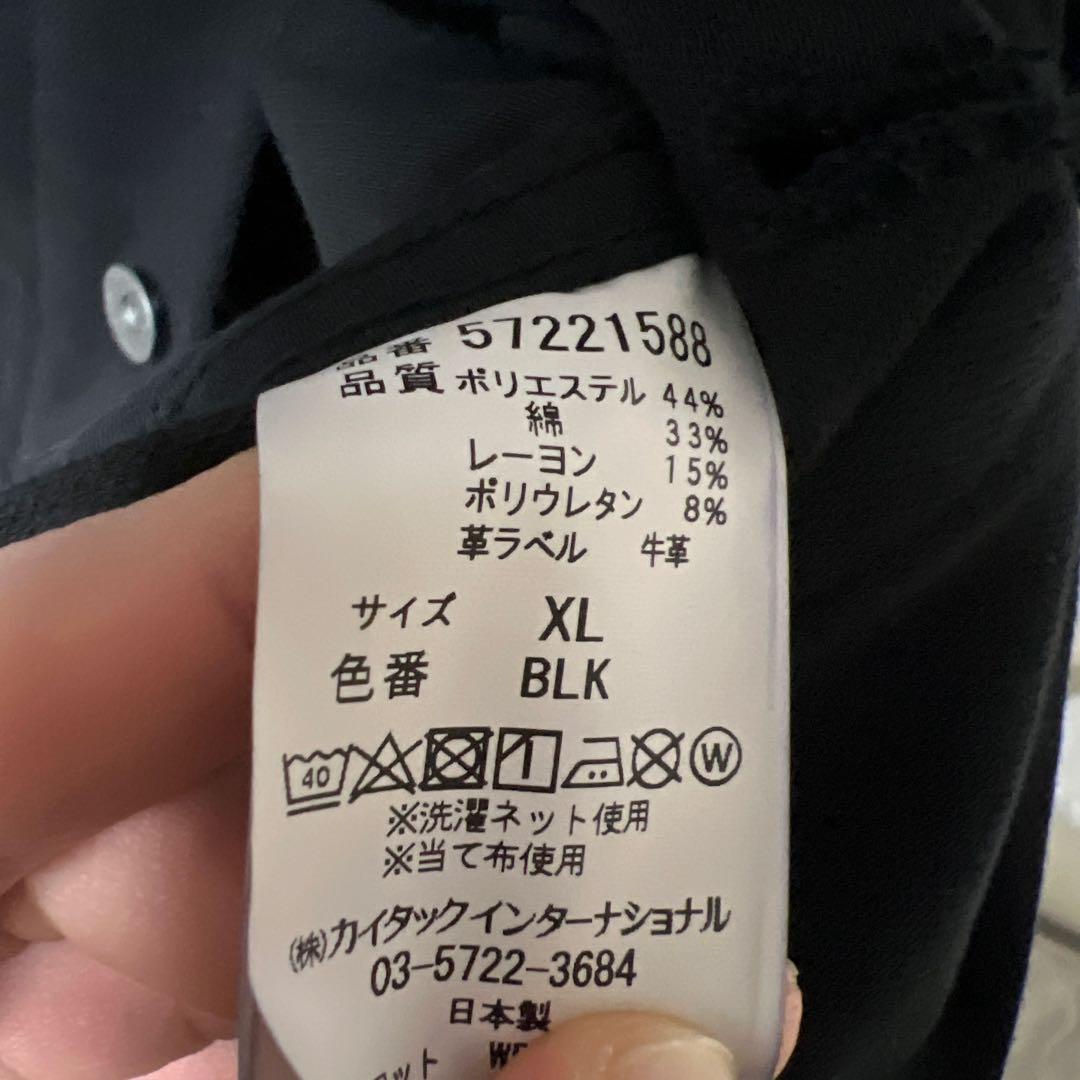 品番 57221588
品質 ポリエステル 44%
綿 33%
レーヨン 15%
ポリウレタン 8%
革ラベル 牛革
サイズ XL
色番 BLK
40
W
※洗濯ネット使用
※当て布使用
(株)カイタックインターナショナル
03-5722-3684
日本製